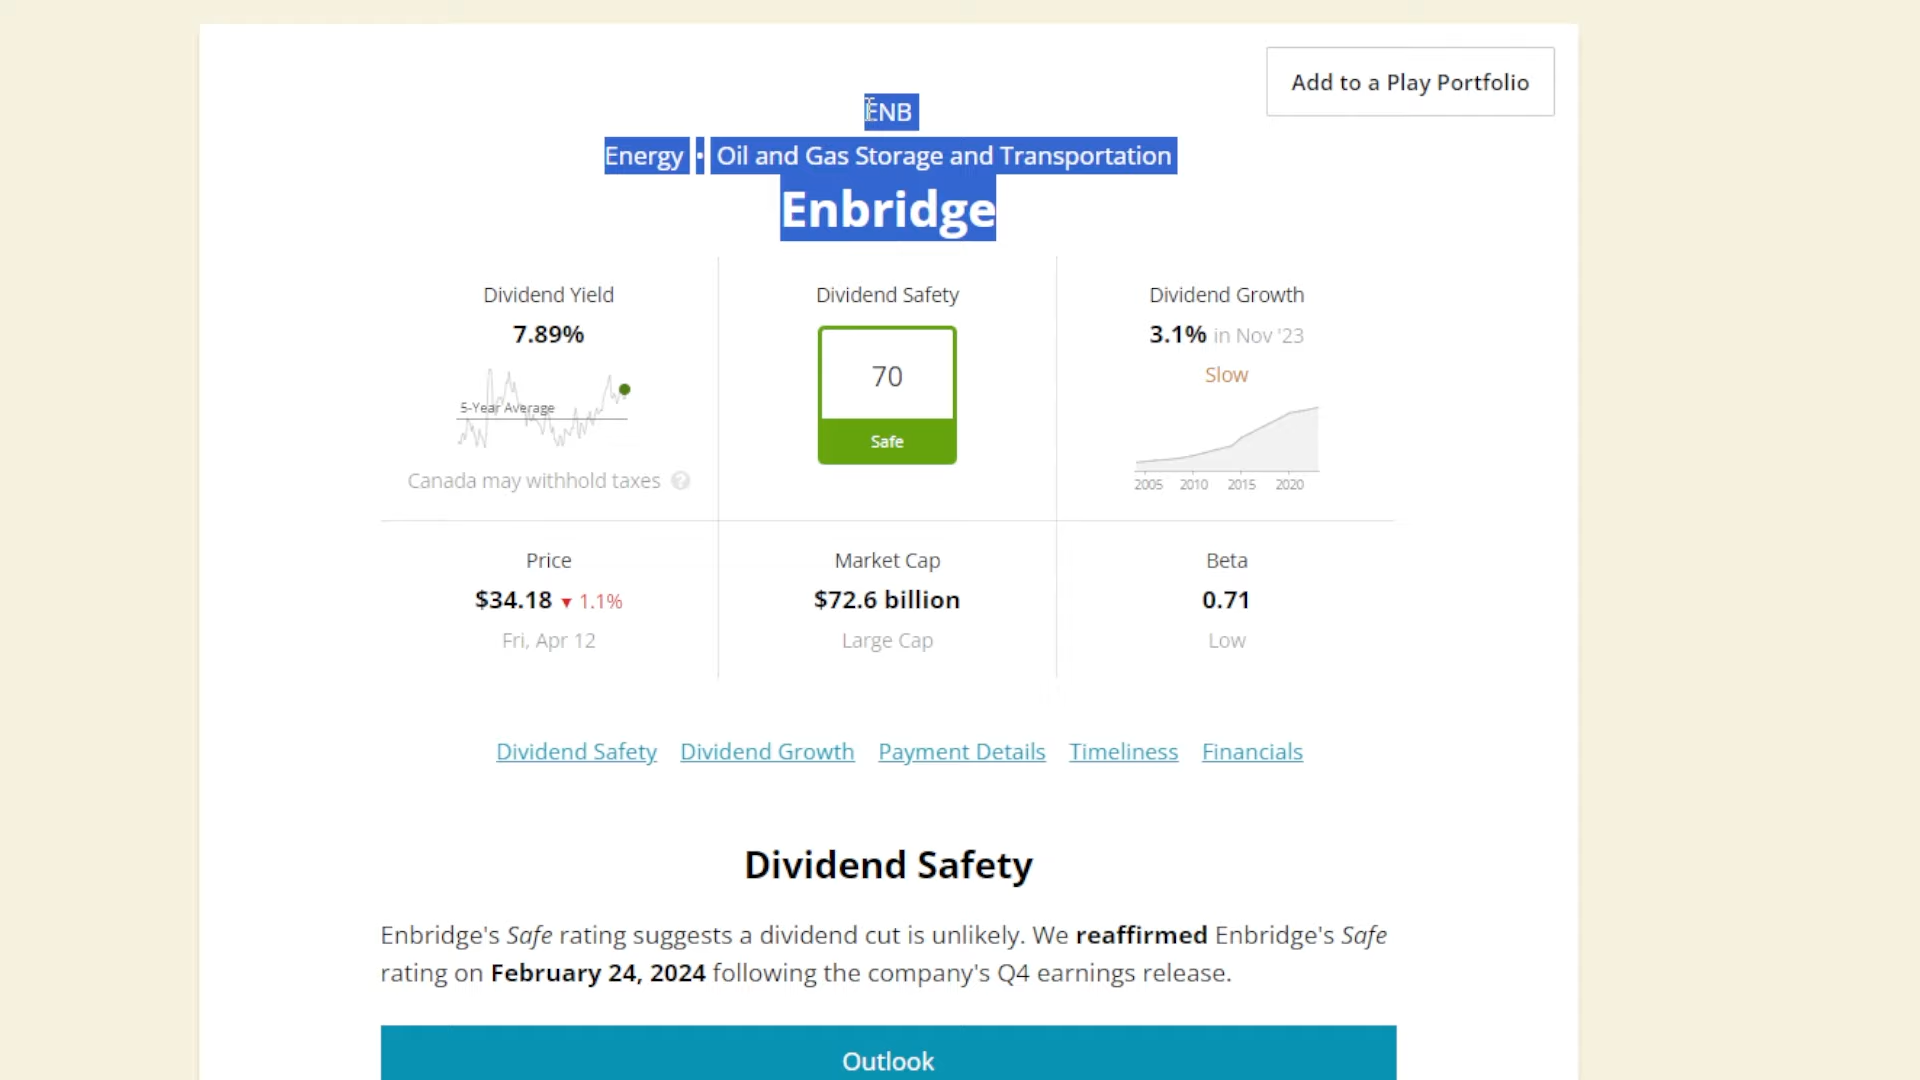 Add to a Play Portfolio
ENB
Energy • Oil and Gas Storage and Transportation
Enbridge
Dividend Yield
7.89%
5-Year Average
Canada may withhold taxes ?
Dividend Safety
70
Safe
Dividend Growth
3.1% in Nov '23
Slow
2005 2010 2015 2020
Price
$34.18 ▼ 1.1%
Fri, Apr 12
Market Cap
$72.6 billion
Large Cap
Beta
0.71
Low
Dividend Safety Dividend Growth Payment Details Timeliness Financials
Dividend Safety
Enbridge's Safe rating suggests a dividend cut is unlikely. We reaffirmed Enbridge's Safe
rating on February 24, 2024 following the company's Q4 earnings release.
Outlook